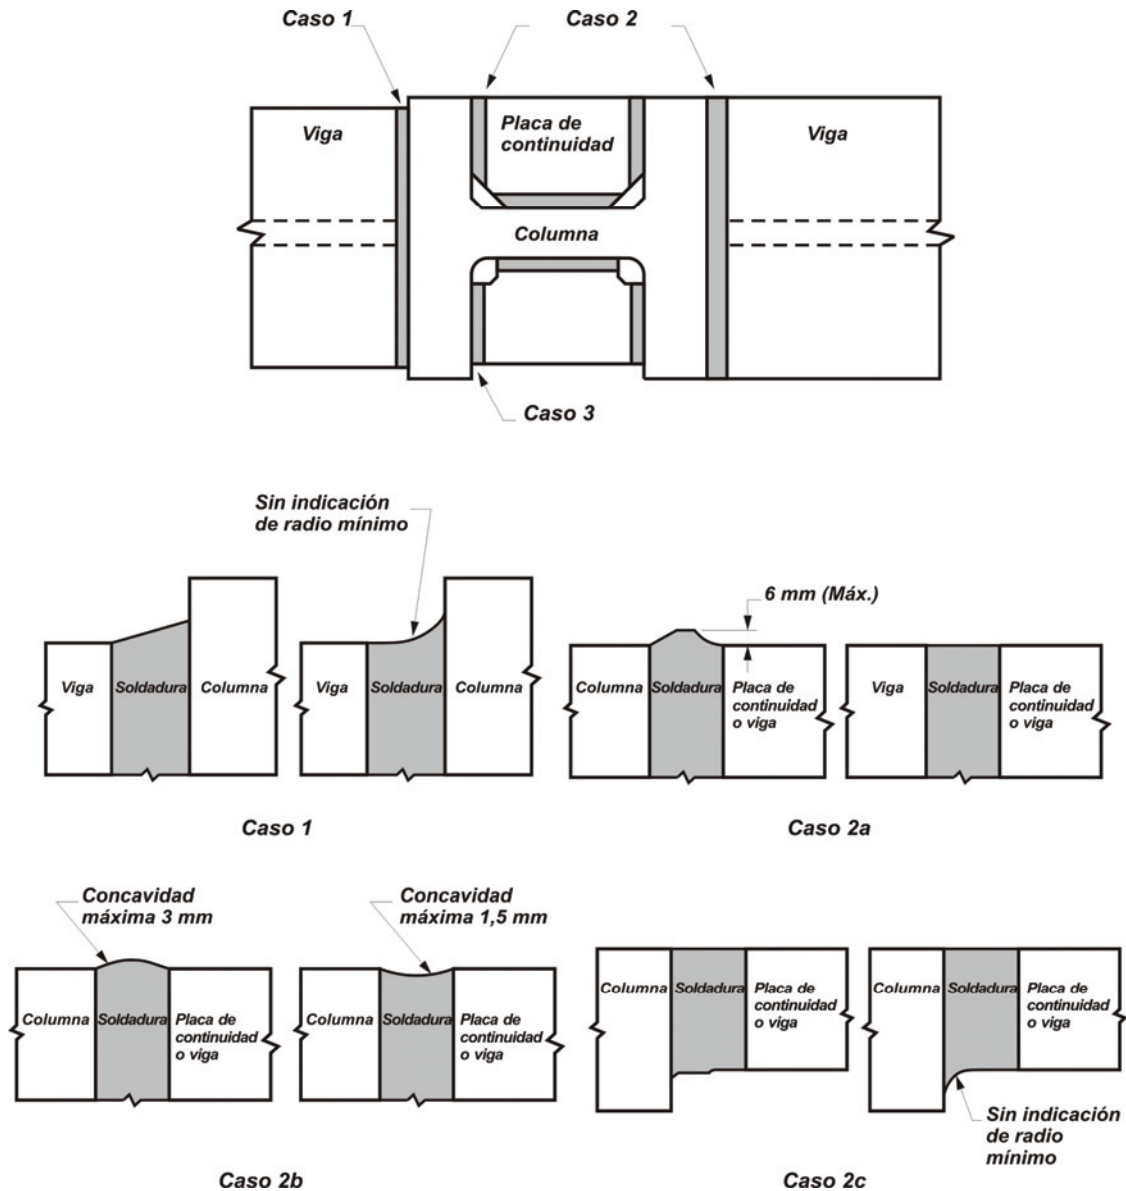 Caso 1
Caso 2
Viga
Placa de
continuidad
Viga
Columna
Caso 3
Sin indicación
de radio mínimo
6 mm (Máx.)
Viga
Soldadura
Columna
Viga
Soldadura
Columna
Columna
Soldadura
Placa de
continuidad
o viga
Viga
Soldadura
Placa de
continuidad
o viga
Caso 1
Caso 2a
Concavidad
máxima 3 mm
Concavidad
máxima 1,5 mm
Columna
Soldadura
Placa de
continuidad
o viga
Columna
Soldadura
Placa de
continuidad
o viga
Columna
Soldadura
Placa de
continuidad
o viga
Columna
Soldadura
Placa de
continuidad
o viga
Sin indicación
de radio
mínimo
Caso 2b
Caso 2c